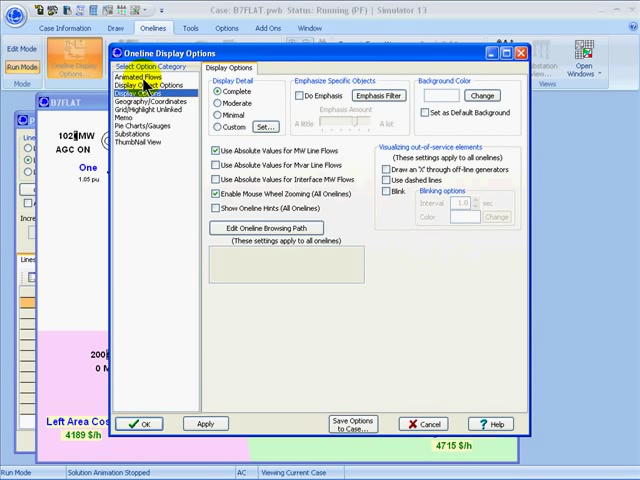 Case: B7FLAT.pwb Status: Running (PF) | Simulator 13
Case Information
Draw
Onelines
Tools
Options
Add Ons
Window
Edit Mode
Run Mode
Mode
Oneline Display Options
Select Option Category
Animated Flows
Display Object Options
Display Options
Geography/Coordinates
Grid/Highlight Unlinked
Memo
Pie Charts/Gauges
Substations
ThumbNail View
Display Options
Display Detail
Complete
Moderate
Minimal
Custom
Set...
Emphasize Specific Objects
Do Emphasis
Emphasis Filter
Emphasis Amount
A little
A lot
Background Color
Change
Set as Default Background
Use Absolute Values for MW Line Flows
Use Absolute Values for Mvar Line Flows
Use Absolute Values for Interface MW Flows
Enable Mouse Wheel Zooming (All Onelines)
Show Oneline Hints (All Onelines)
Edit Oneline Browsing Path
(These settings apply to all onelines)
Visualizing out-of-service elements
(These settings apply to all onelines)
Draw an 'X' through off-line generators
Use dashed lines
Blink
Blinking options
Interval 1.0 sec
Color Change
OK
Apply
Save Options to Case...
Cancel
Help
Open Windows
B7FLAT
102 MW
AGC ON
One
1.05 pu
Lines
200
0 M
Left Area Cos
4189 $/h
4715 $/h
Run Mode
Solution Animation Stopped
AC
Viewing Current Case